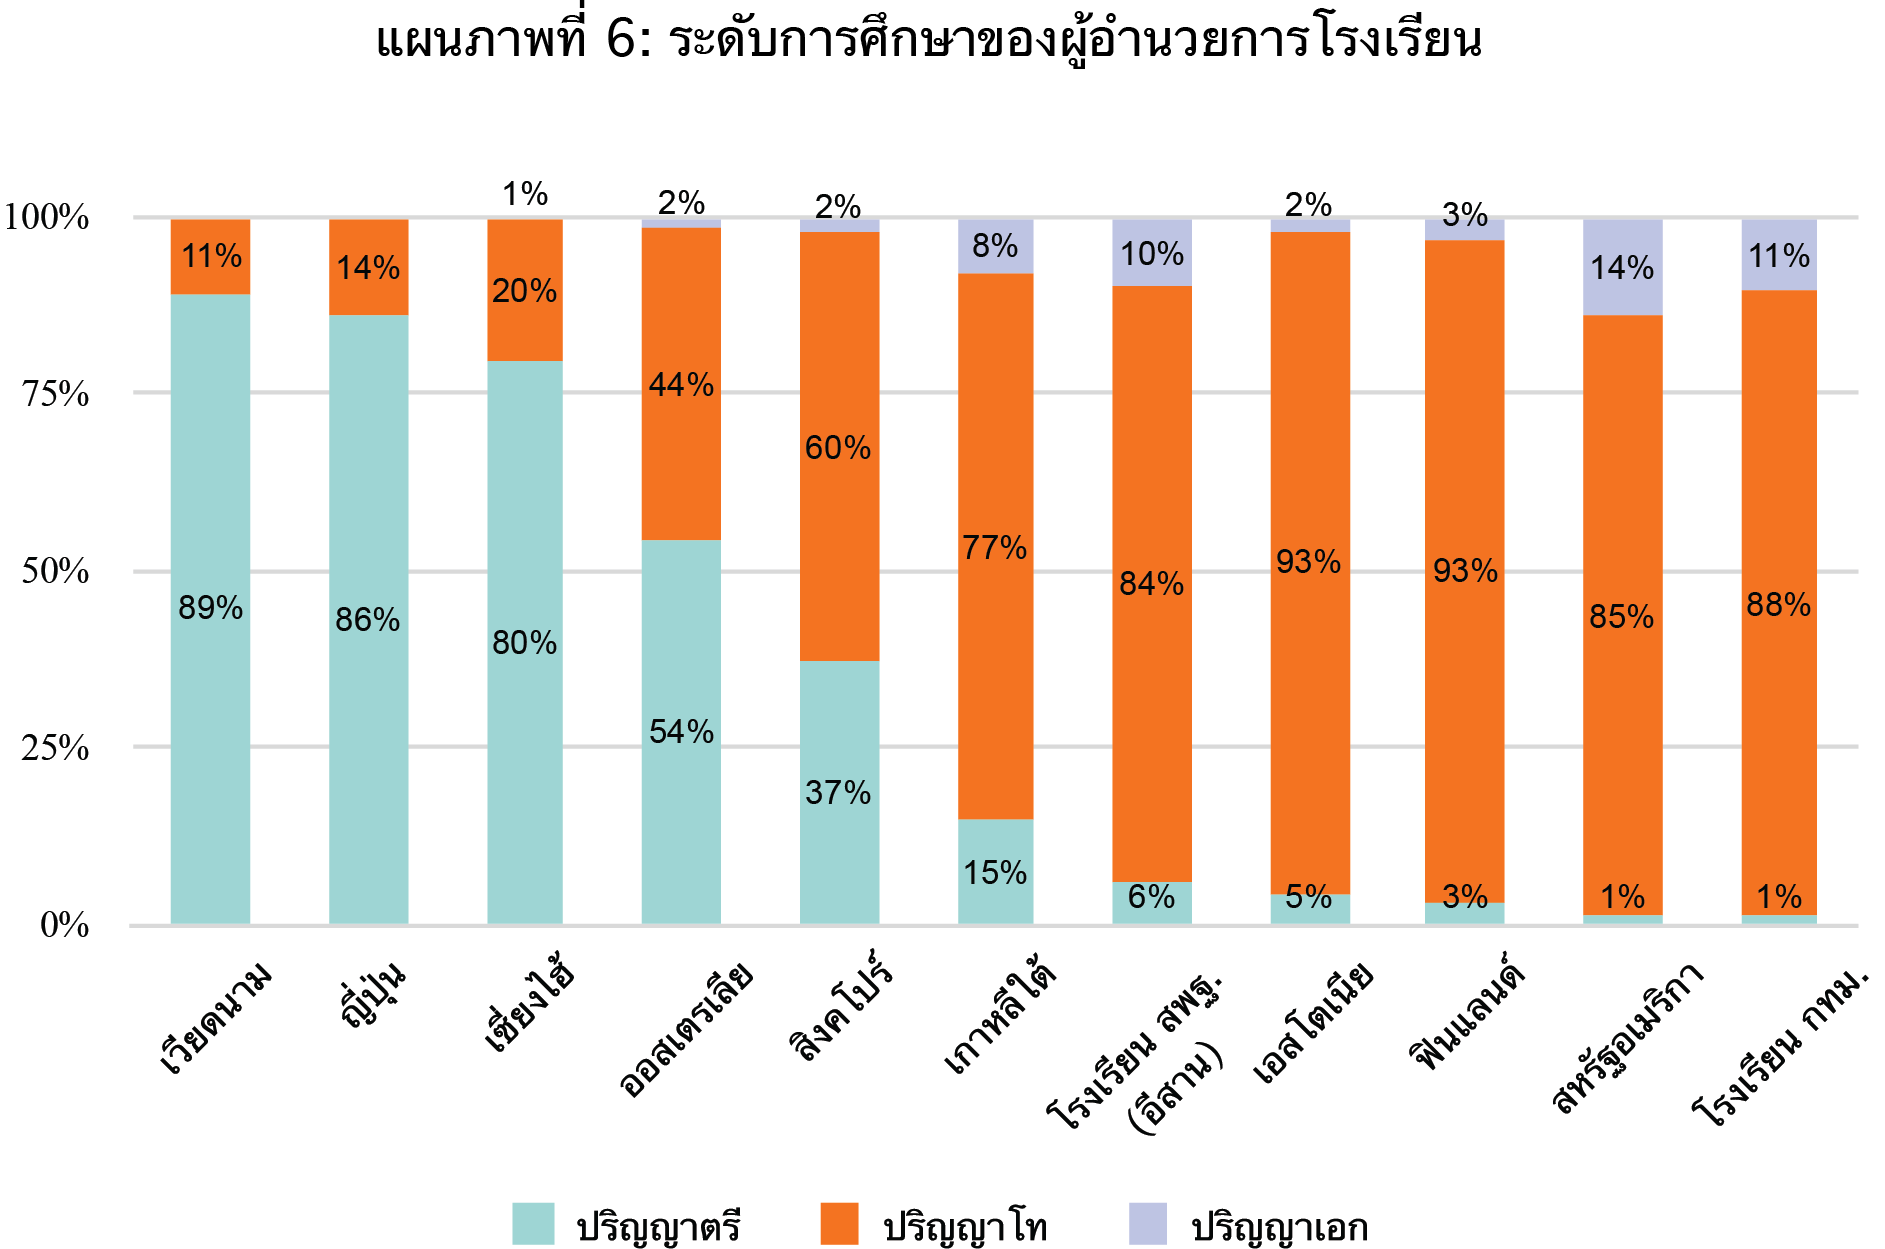 แผนภาพที่ 6: ระดับการศึกษาของผู้อำนวยการโรงเรียน
1% 2% 2% 2% 3%
100%
11% 14% 20% 8% 10% 14% 11%
75%
44% 60%
50%
77% 84% 93% 93% 85% 88%
89% 86% 80%
25%
54% 37%
15% 6% 5% 3% 1% 1%
0%
เวียดนาม
ญี่ปุ่น
เซี่ยงไฮ้
ออสเตรเลีย
สิงคโปร์
เกาหลีใต้
โรงเรียน สพฐ.
(อีสาน)
เอสโตเนีย
ฟินแลนด์
สหรัฐอเมริกา
โรงเรียน กทม.
ปริญญาตรี ปริญญาโท ปริญญาเอก